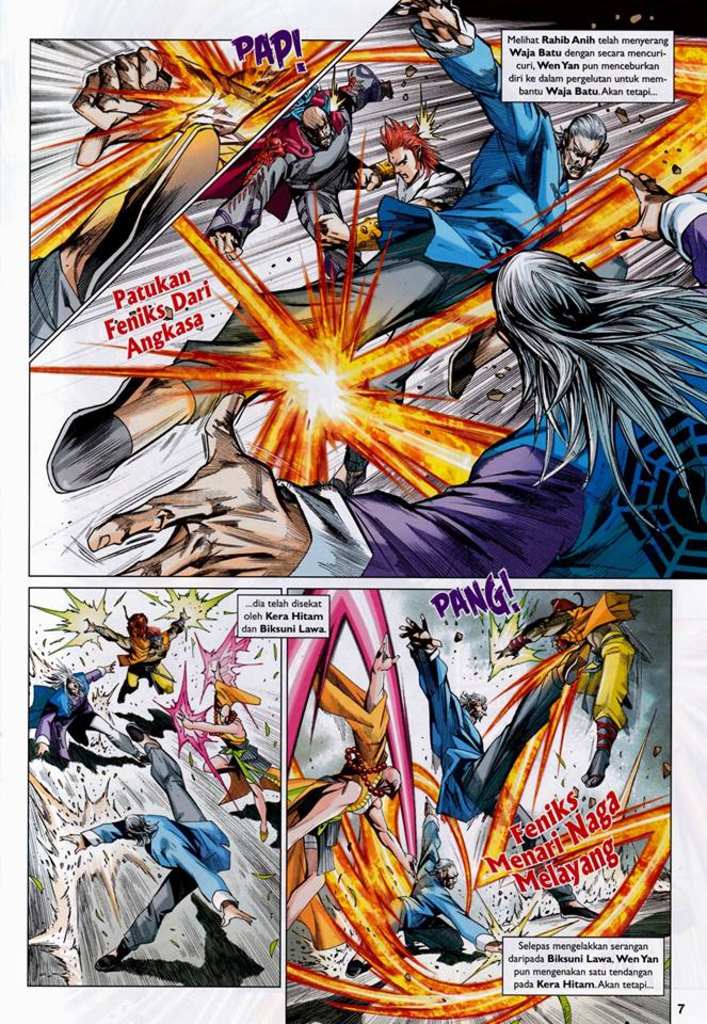 PAP!
Melihat Rahib Anih telah menyerang
Waja Batu dengan secara mencuri-
curi, Wen Yan pun menceburkan
diri ke dalam pergelutan untuk mem-
bantu Waja Batu. Akan tetapi...
Patukan
Feniks Dari
Angkasa
...dia telah disekat
oleh Kera Hitam
dan Biksuni Lawa.
PANG!
Feniks
Menari-Naga
Melayang
Selepas mengelakkan serangan
daripada Biksuni Lawa, Wen Yan
pun mengenakan satu tendangan
pada Kera Hitam. Akan tetapi...
7